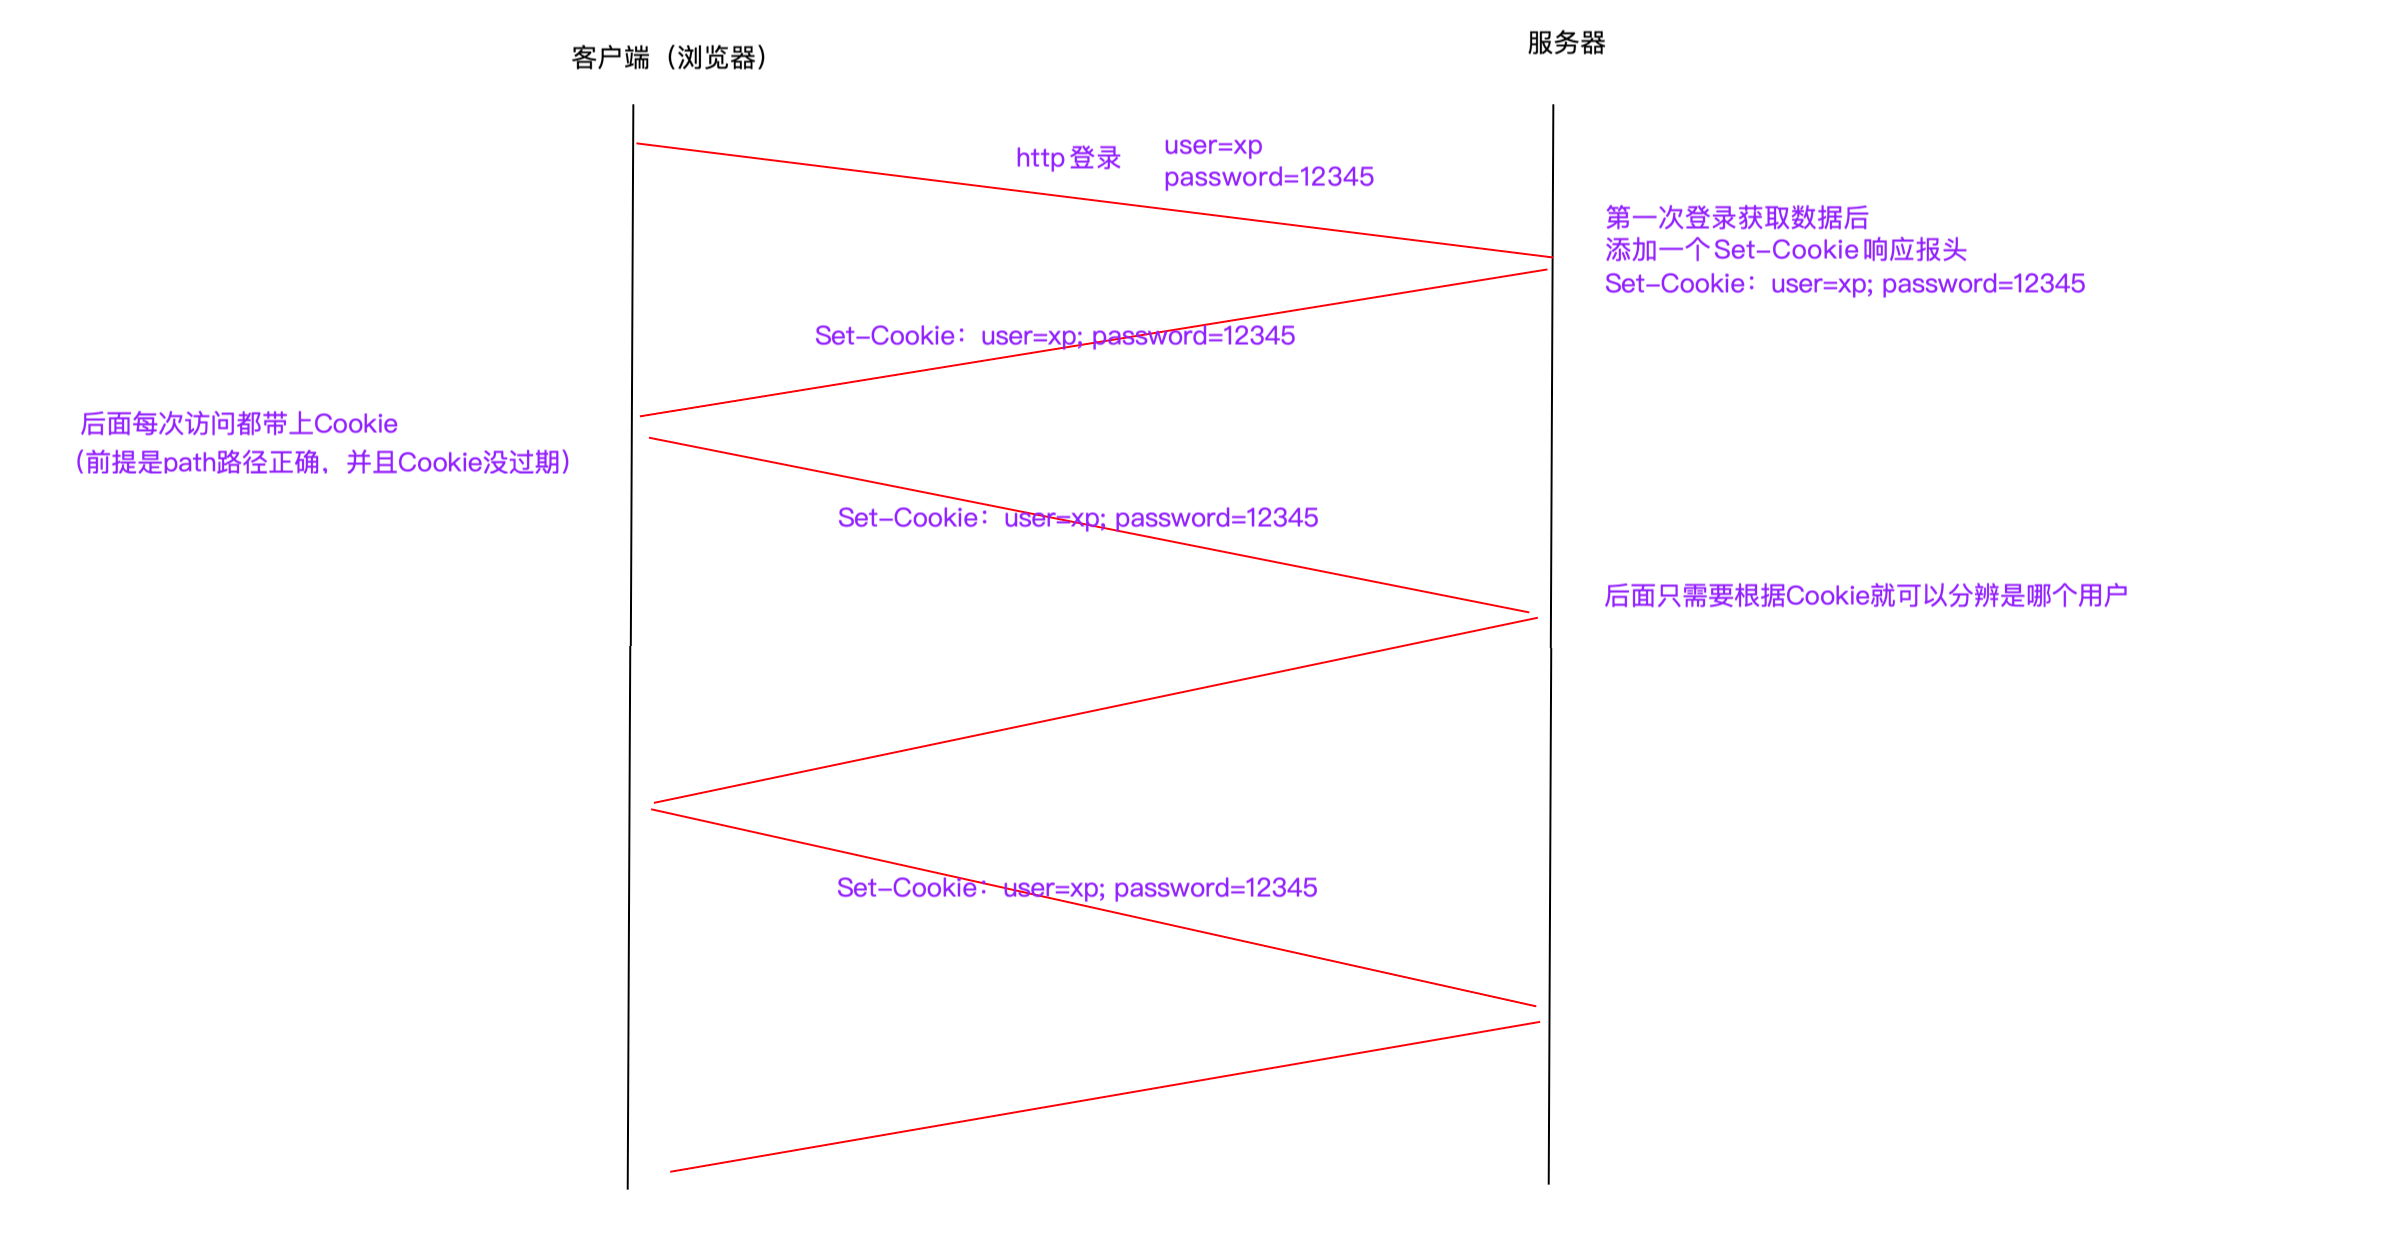 客户端（浏览器）
服务器
http 登录
user=xp
password=12345
第一次登录获取数据后
添加一个Set-Cookie响应报头
Set-Cookie：user=xp; password=12345
Set-Cookie：user=xp; password=12345
后面每次访问都带上Cookie
（前提是path路径正确，并且Cookie没过期）
Set-Cookie：user=xp; password=12345
后面只需要根据Cookie就可以分辨是哪个用户
Set-Cookie：user=xp; password=12345